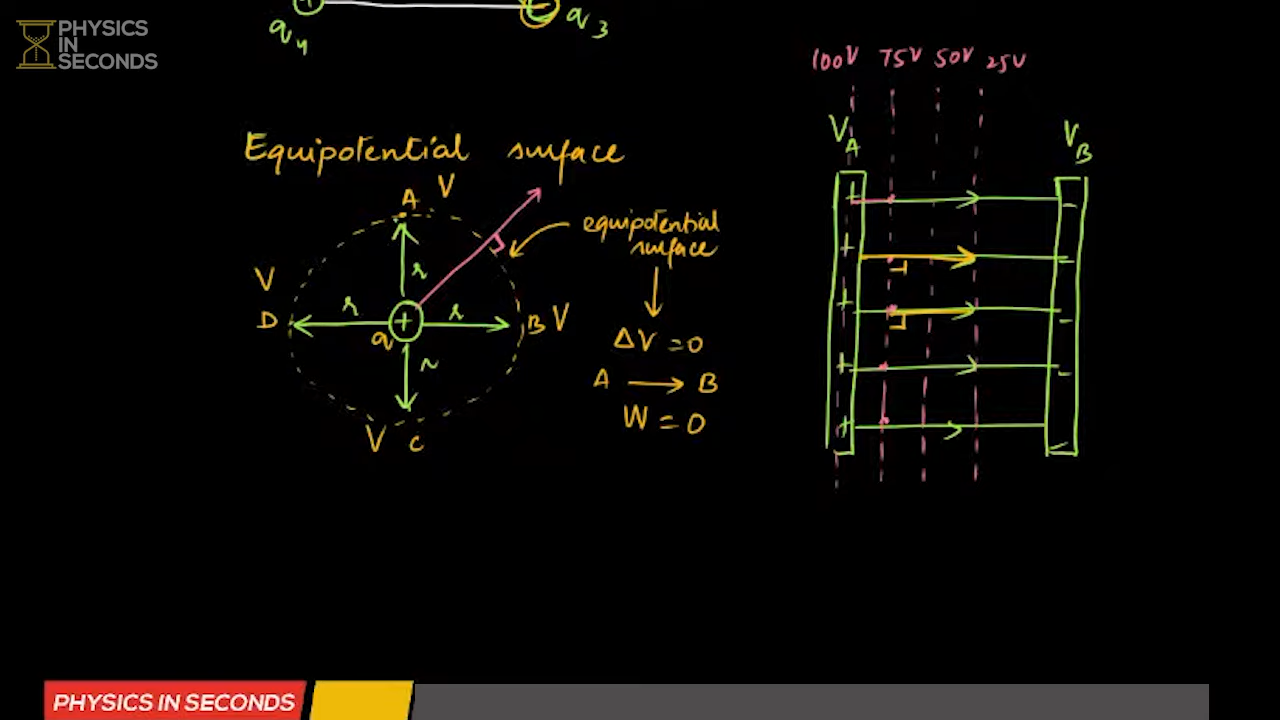 PHYSICS
IN
SECONDS
q4
q3
100V 75V 50V 25V
VA
VB
Equipotential surface
A V
equipotential
surface
V
r
D
r
+
r
B V
q
r
ΔV = 0
A → B
W = 0
V C
+ -
+ -
+ -
+ -
+ -
PHYSICS IN SECONDS